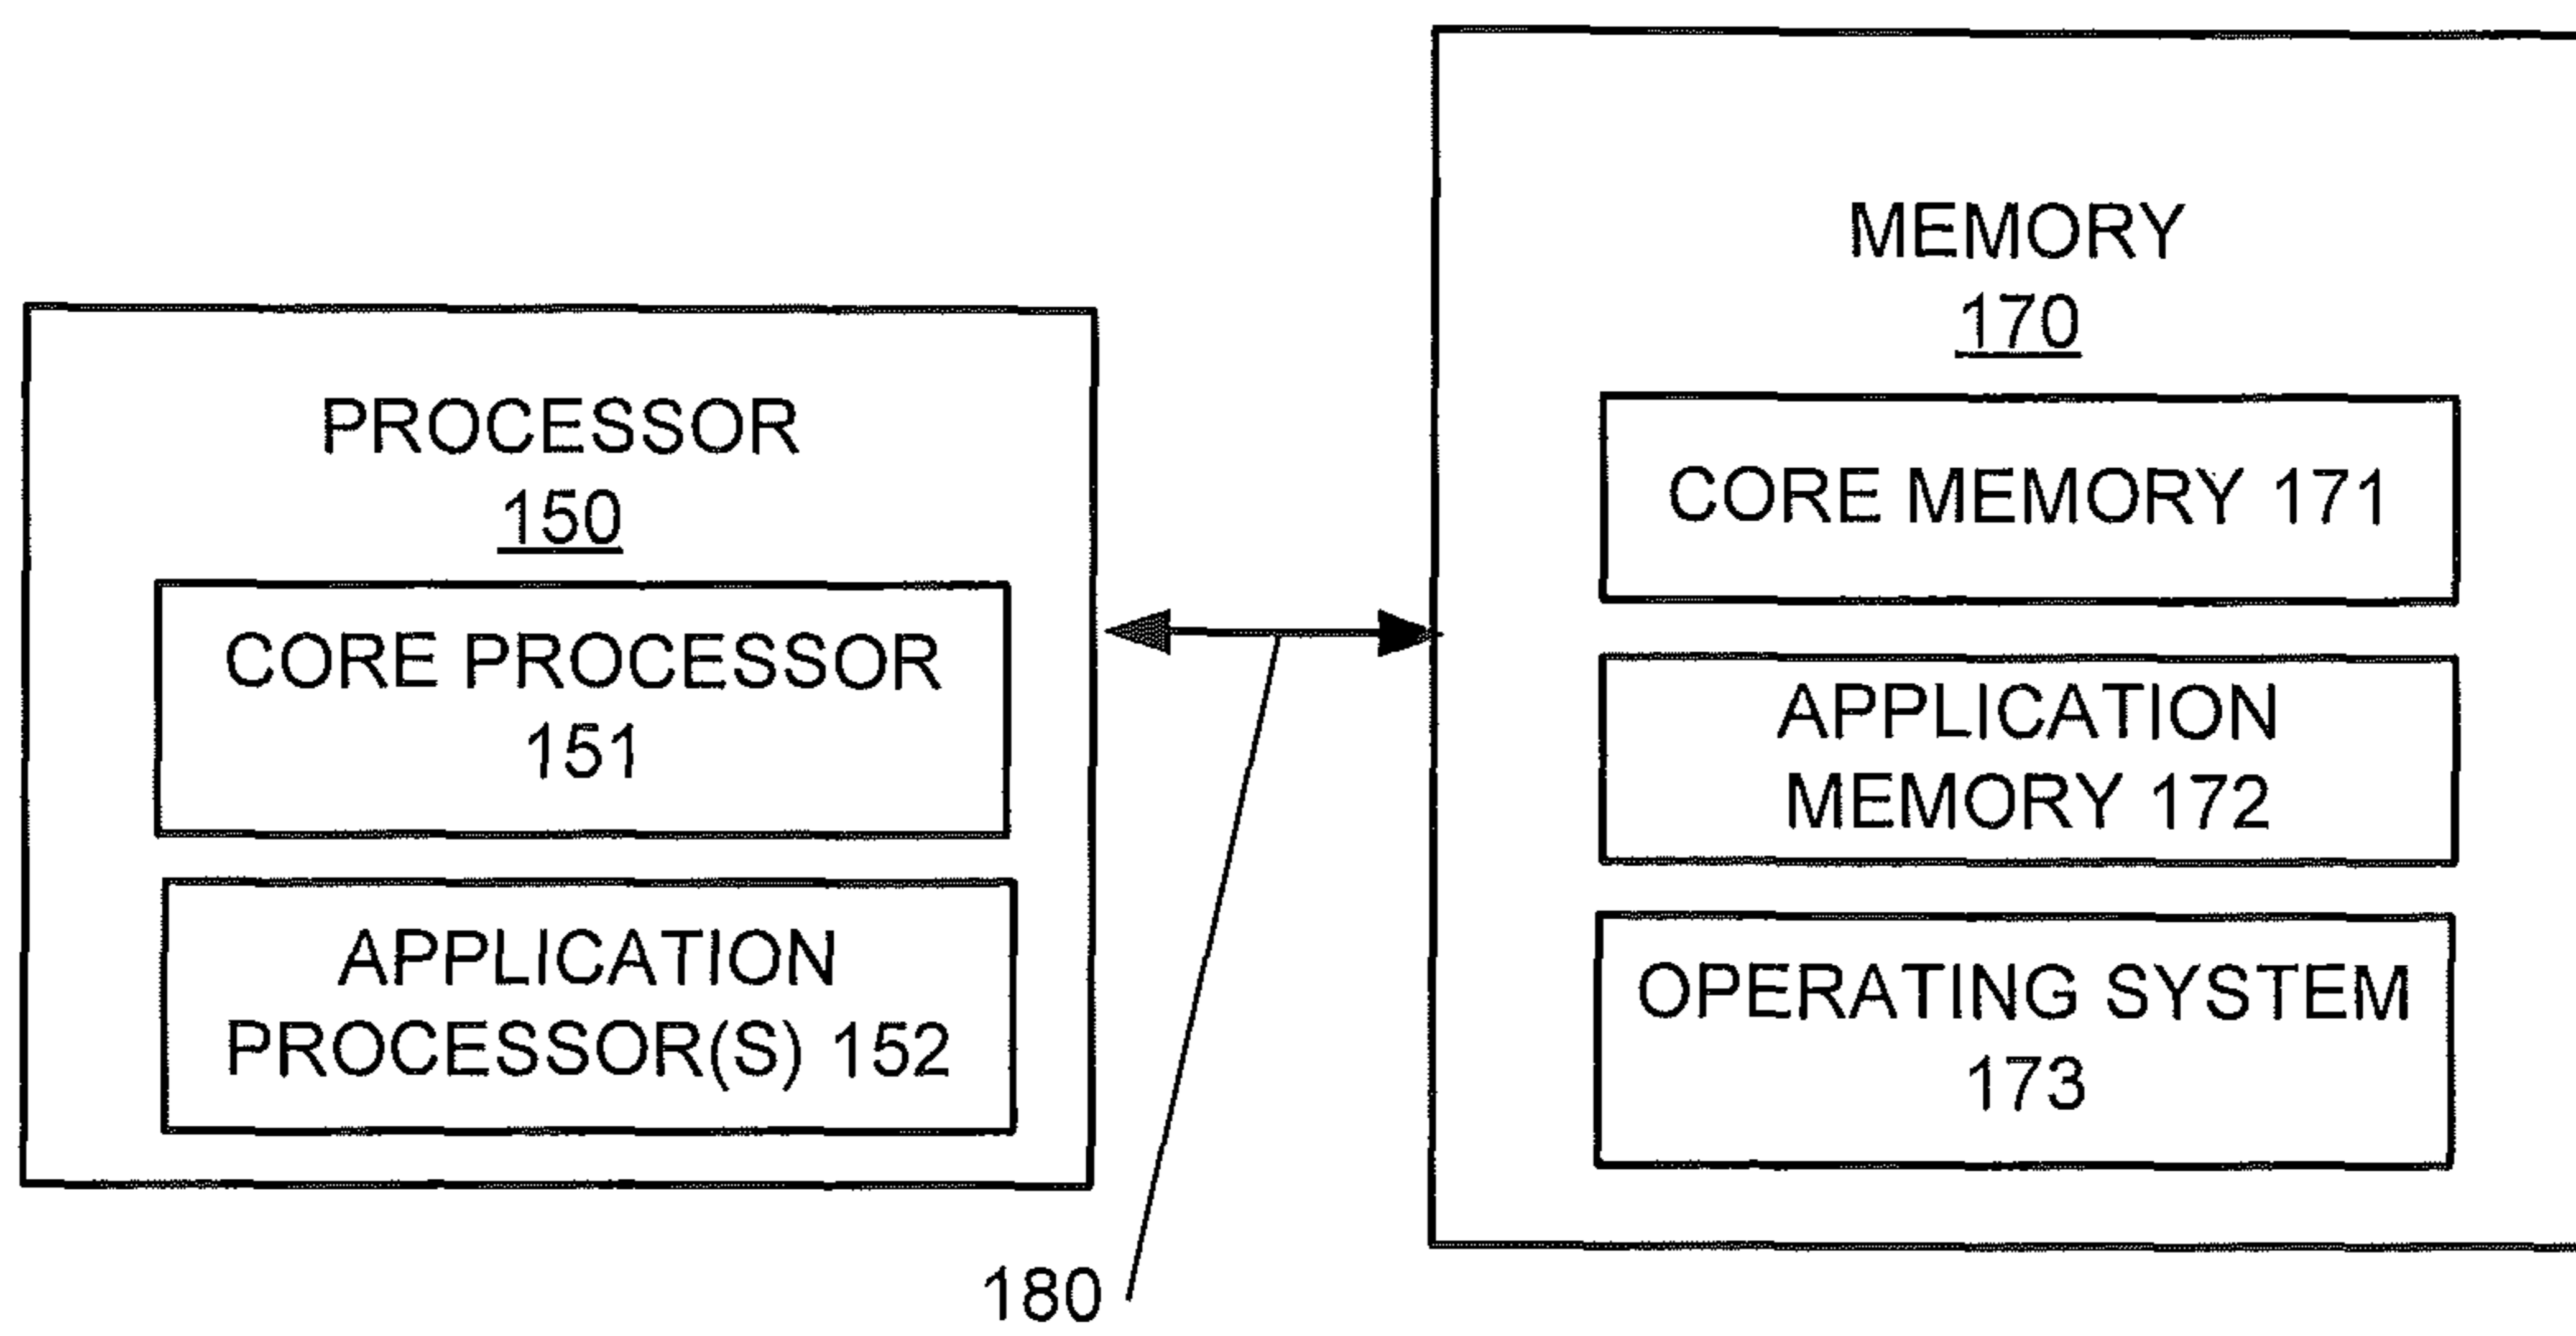 PROCESSOR
150
CORE PROCESSOR
151
APPLICATION
PROCESSOR(S) 152
180
MEMORY
170
CORE MEMORY 171
APPLICATION
MEMORY 172
OPERATING SYSTEM
173